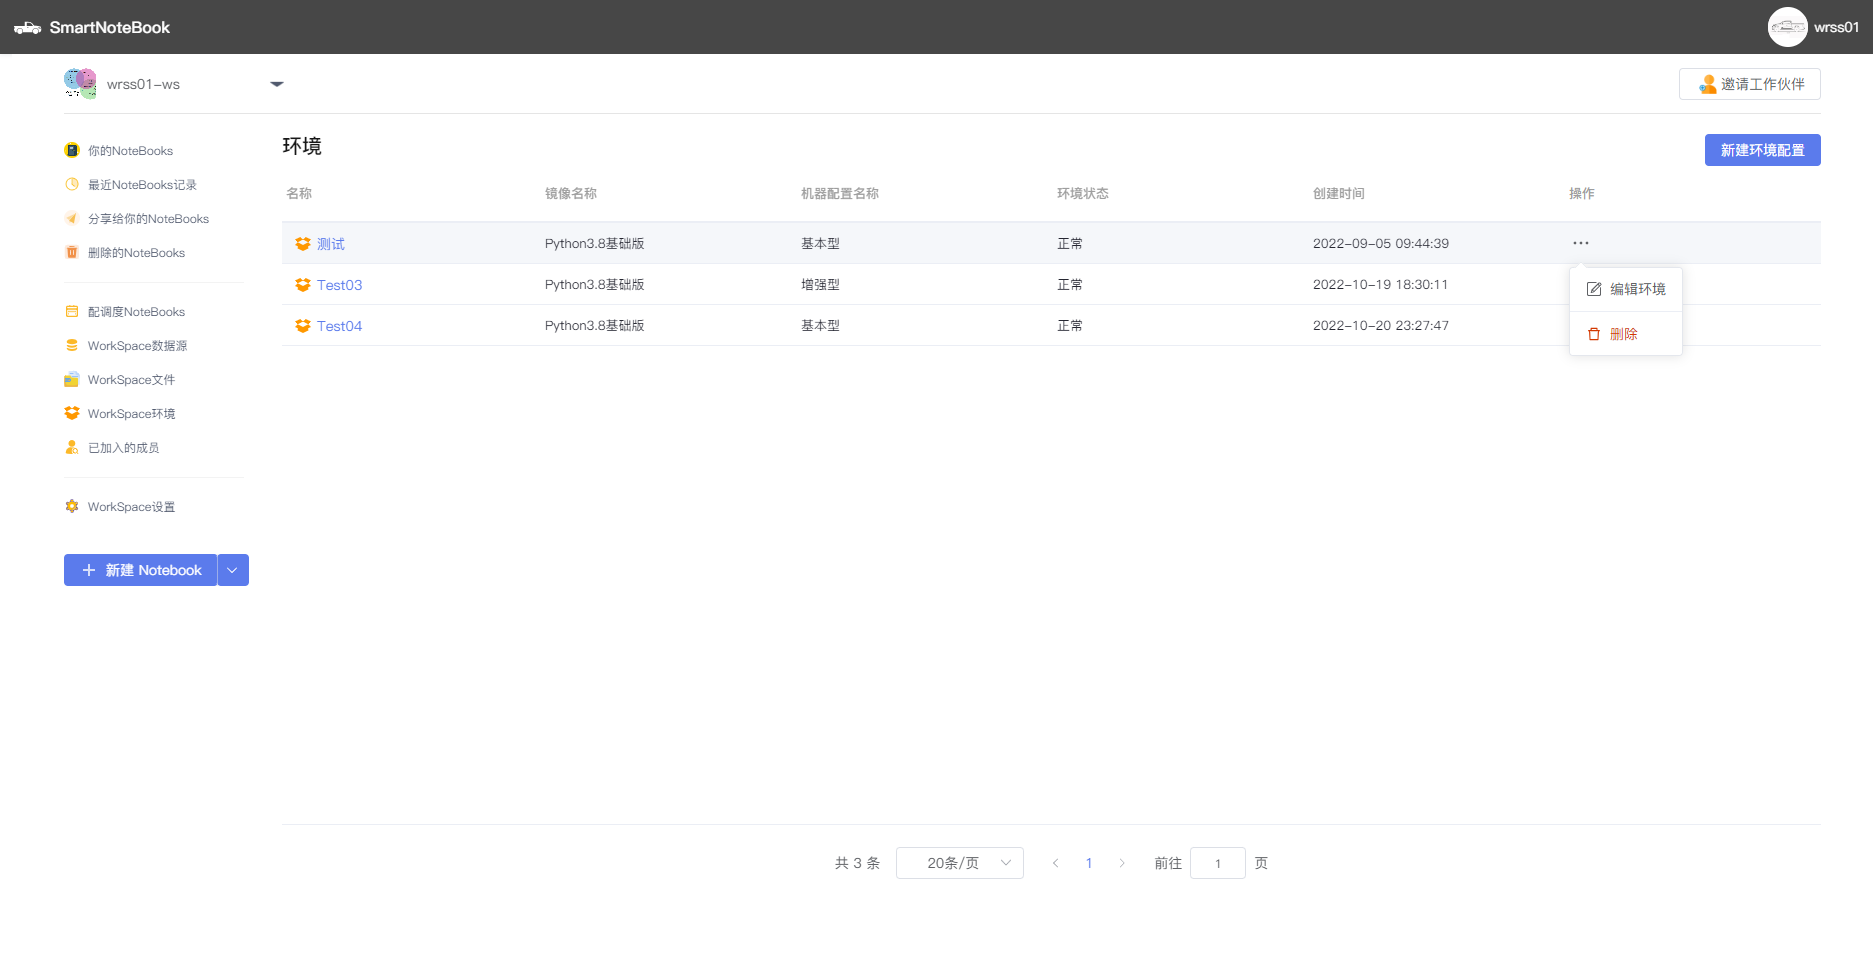 SmartNoteBook
wrss01
wrss01-ws
邀请工作伙伴
你的NoteBooks
最近NoteBooks记录
分享给你的NoteBooks
删除的NoteBooks
配调度NoteBooks
WorkSpace数据源
WorkSpace文件
WorkSpace环境
已加入的成员
WorkSpace设置
新建 Notebook
环境
新建环境配置
名称 镜像名称 机器配置名称 环境状态 创建时间 操作
测试 Python3.8基础版 基本型 正常 2022-09-05 09:44:39 ···
Test03 Python3.8基础版 增强型 正常 2022-10-19 18:30:11
Test04 Python3.8基础版 基本型 正常 2022-10-20 23:27:47
编辑环境
删除
共 3 条 20条/页 1 前往 1 页